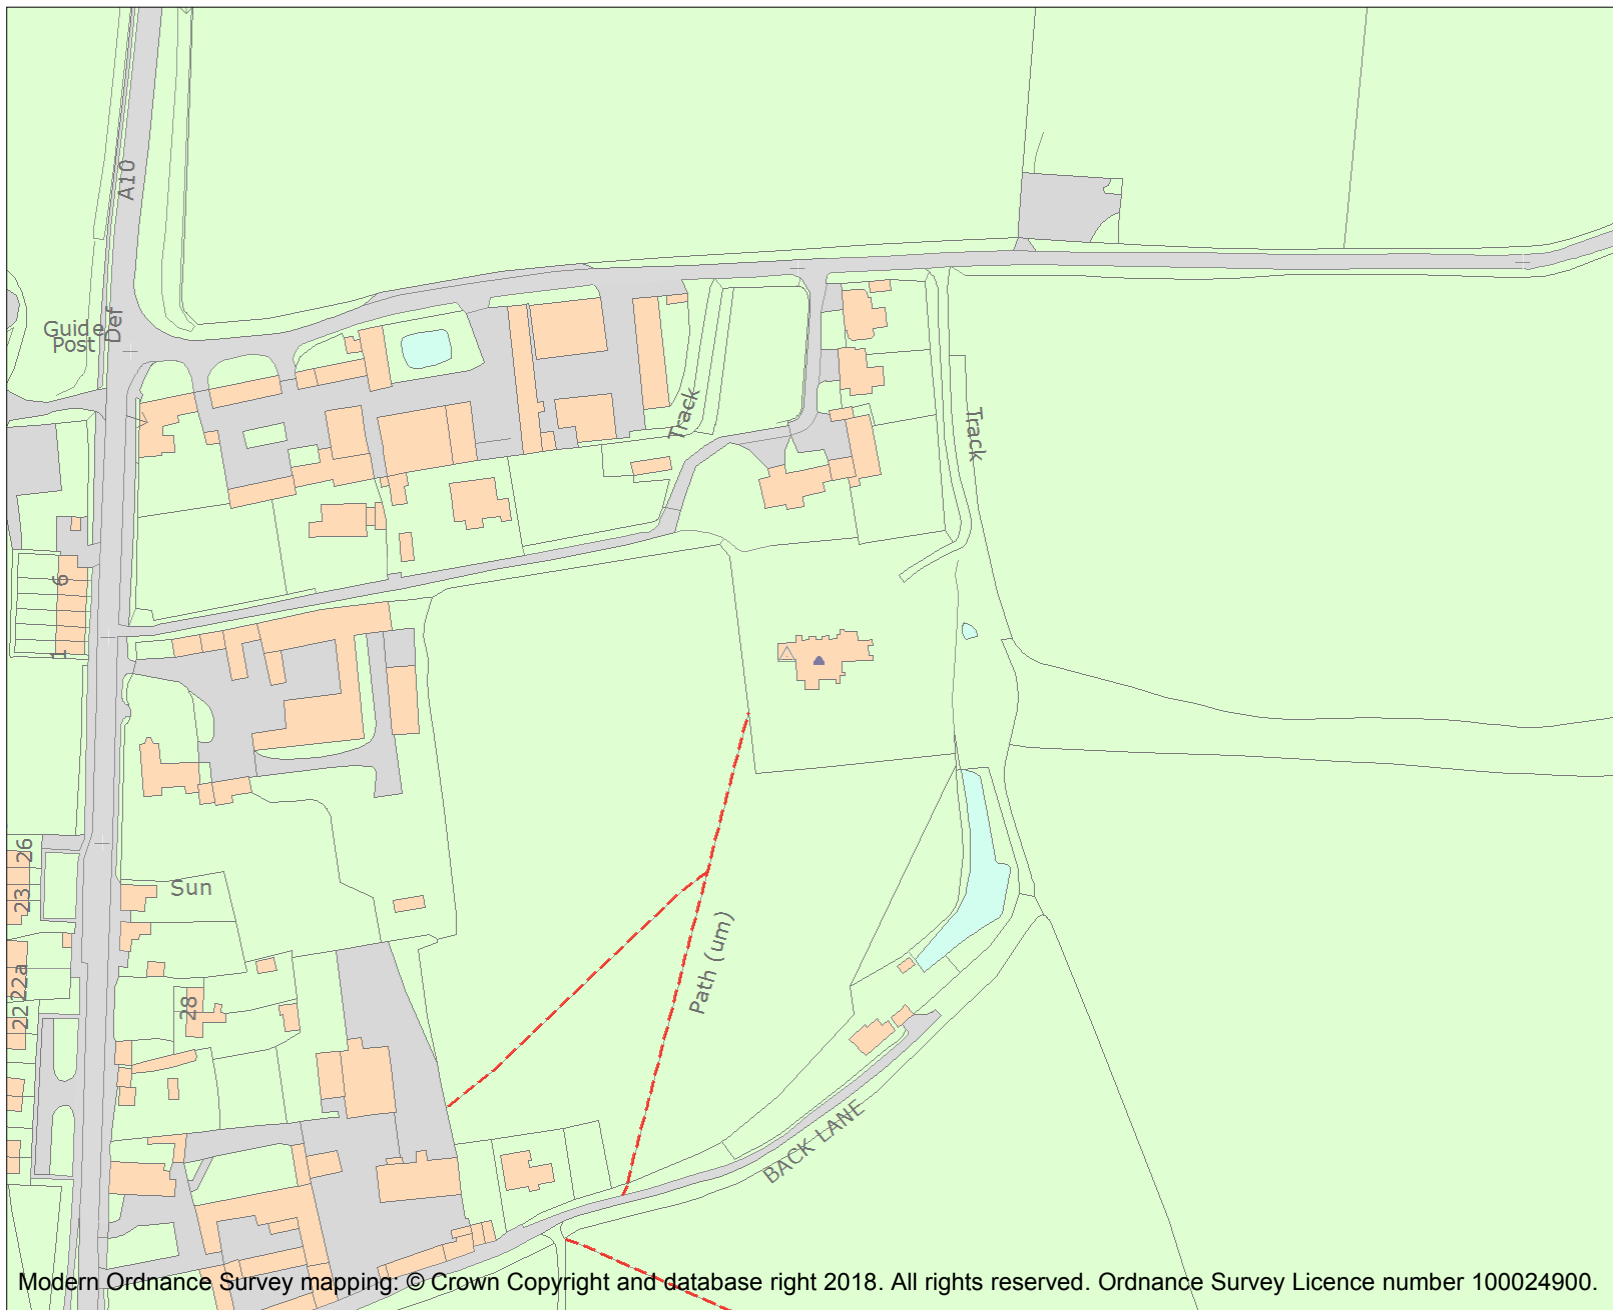 A10
Guide
Post
Def
Track
Track
6
1
Sun
26
23
22a
22
28
Path (um)
BACK LANE
Modern Ordnance Survey mapping: © Crown Copyright and database right 2018. All rights reserved. Ordnance Survey Licence number 100024900.